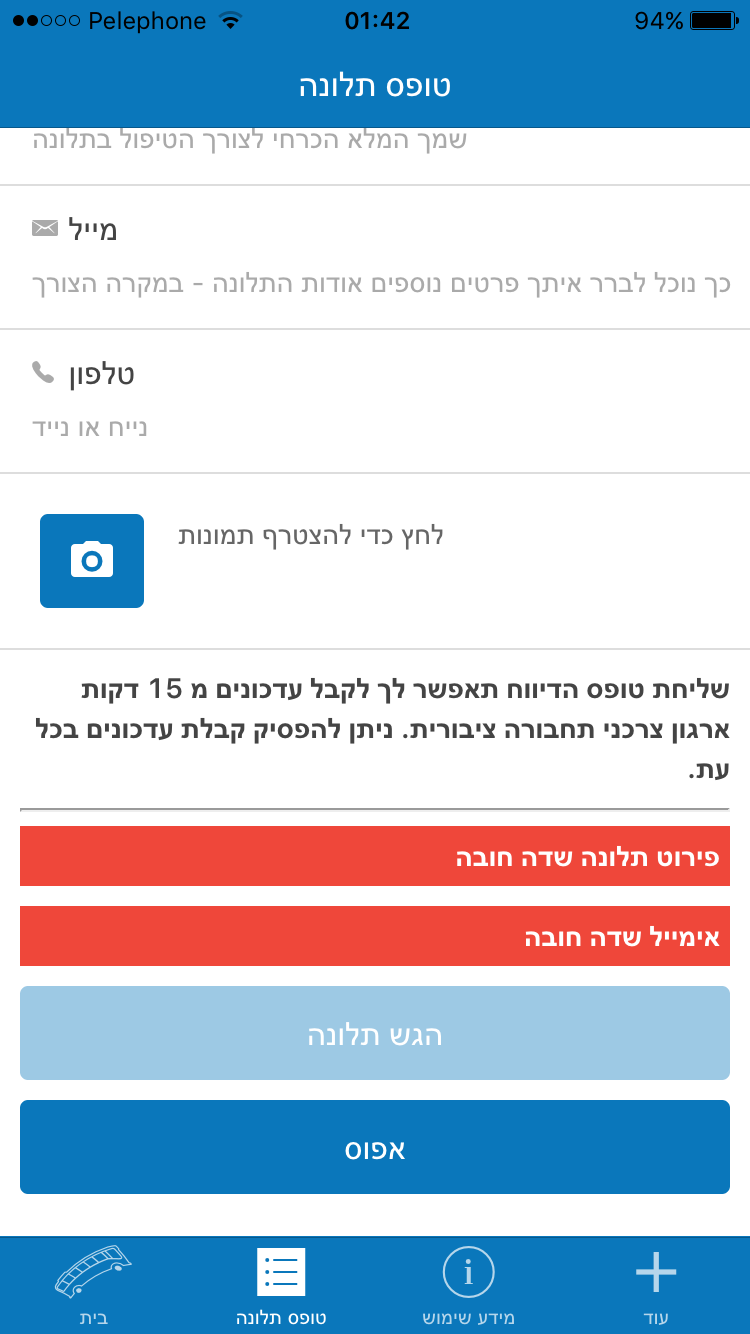 Pelephone 01:42 94%
טופס תלונה
שמך המלא הכרחי לצורך הטיפול בתלונה
מייל
כך נוכל לברר איתך פרטים נוספים אודות התלונה - במקרה הצורך
טלפון
נייח או נייד
לחץ כדי להצטרף תמונות
שליחת טופס הדיווח תאפשר לך לקבל עדכונים מ 15 דקות
ארגון צרכני תחבורה ציבורית. ניתן להפסיק קבלת עדכונים בכל
עת.
פירוט תלונה שדה חובה
אימייל שדה חובה
הגש תלונה
אפוס
בית טופס תלונה מידע שימוש עוד